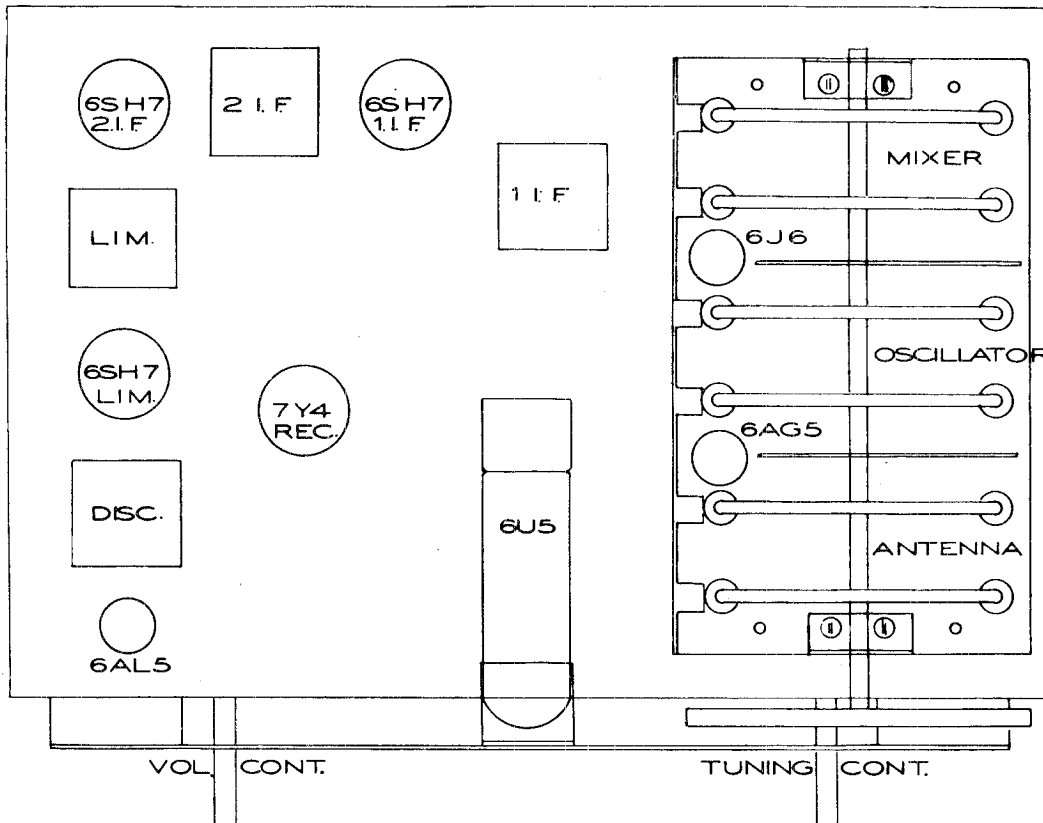 6SH7
2.I.F
2 I.F
6SH7
1.I.F
1 I.F.
MIXER
LIM.
6J6
6SH7
LIM.
7Y4
REC.
OSCILLATOR
6AG5
DISC.
6U5
ANTENNA
6AL5
VOL. CONT.
TUNING CONT.